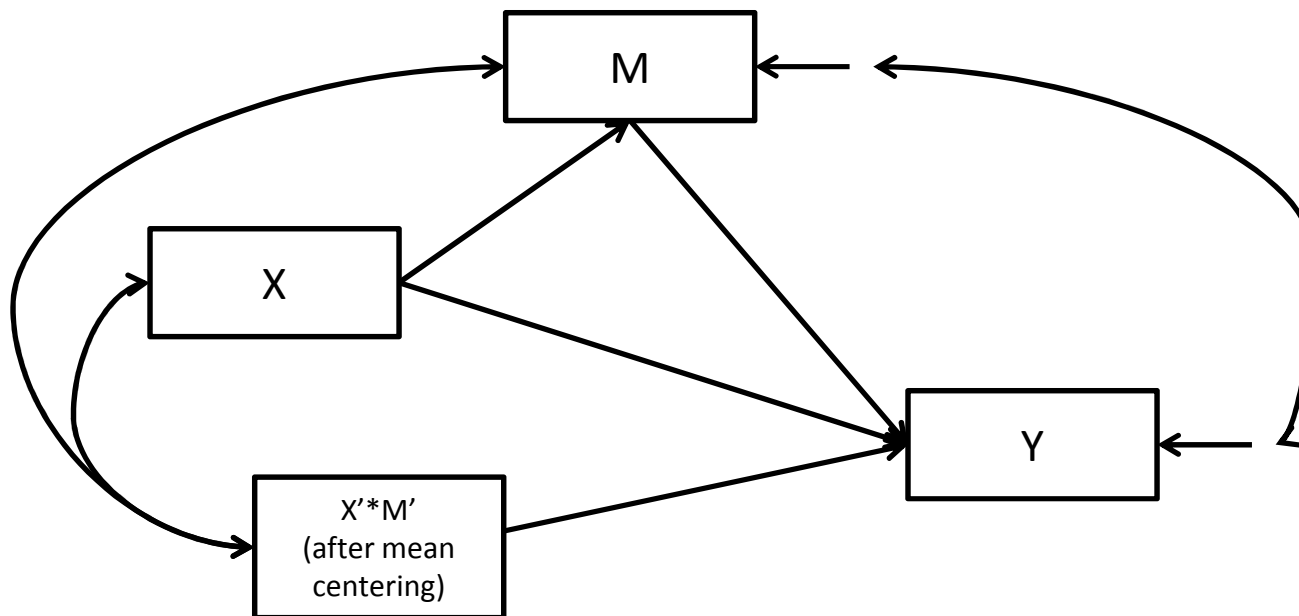 M
X
Y
X’*M’
(after mean
centering)